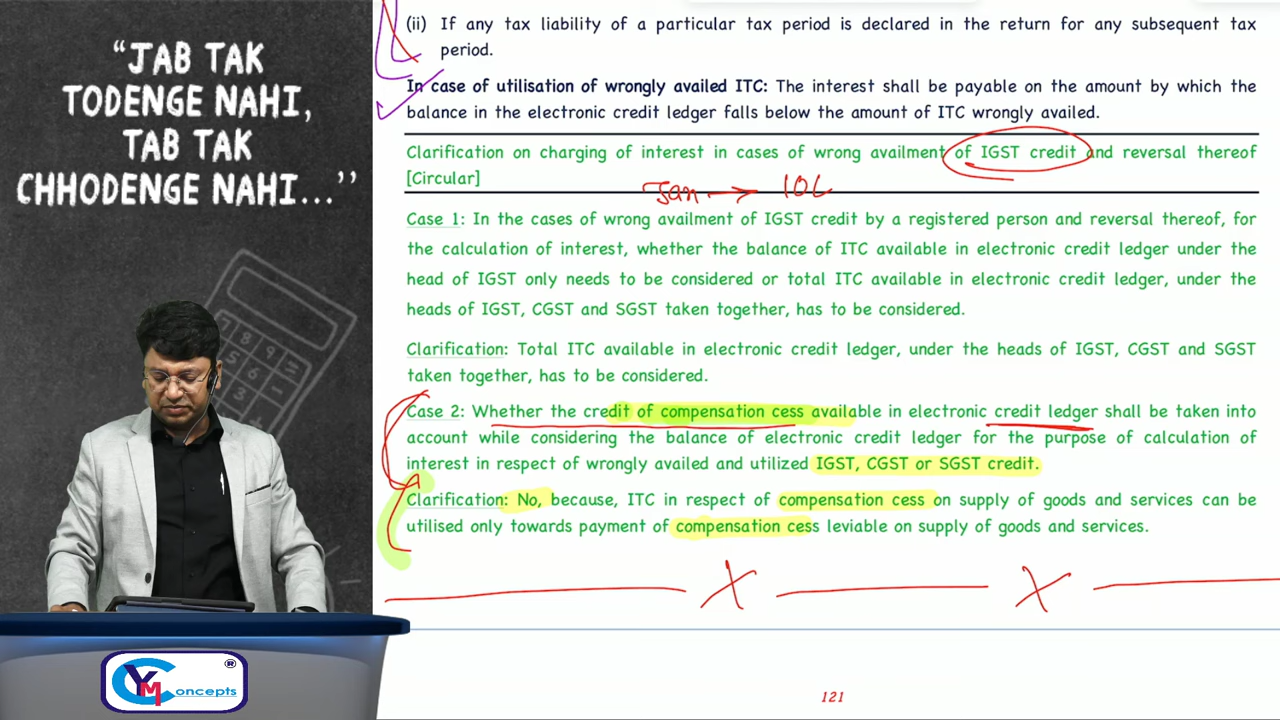 “JAB TAK
TODENGE NAHI,
TAB TAK
CHHODENGE NAHI...’’
(ii) If any tax liability of a particular tax period is declared in the return for any subsequent tax
period.
In case of utilisation of wrongly availed ITC: The interest shall be payable on the amount by which the
balance in the electronic credit ledger falls below the amount of ITC wrongly availed.
Clarification on charging of interest in cases of wrong availment of IGST credit and reversal thereof
[Circular]
Jan → 10L
Case 1: In the cases of wrong availment of IGST credit by a registered person and reversal thereof, for
the calculation of interest, whether the balance of ITC available in electronic credit ledger under the
head of IGST only needs to be considered or total ITC available in electronic credit ledger, under the
heads of IGST, CGST and SGST taken together, has to be considered.
Clarification: Total ITC available in electronic credit ledger, under the heads of IGST, CGST and SGST
taken together, has to be considered.
Case 2: Whether the credit of compensation cess available in electronic credit ledger shall be taken into
account while considering the balance of electronic credit ledger for the purpose of calculation of
interest in respect of wrongly availed and utilized IGST, CGST or SGST credit.
Clarification: No, because, ITC in respect of compensation cess on supply of goods and services can be
utilised only towards payment of compensation cess leviable on supply of goods and services.
X X
121
CYM Concepts ®
7 8 9